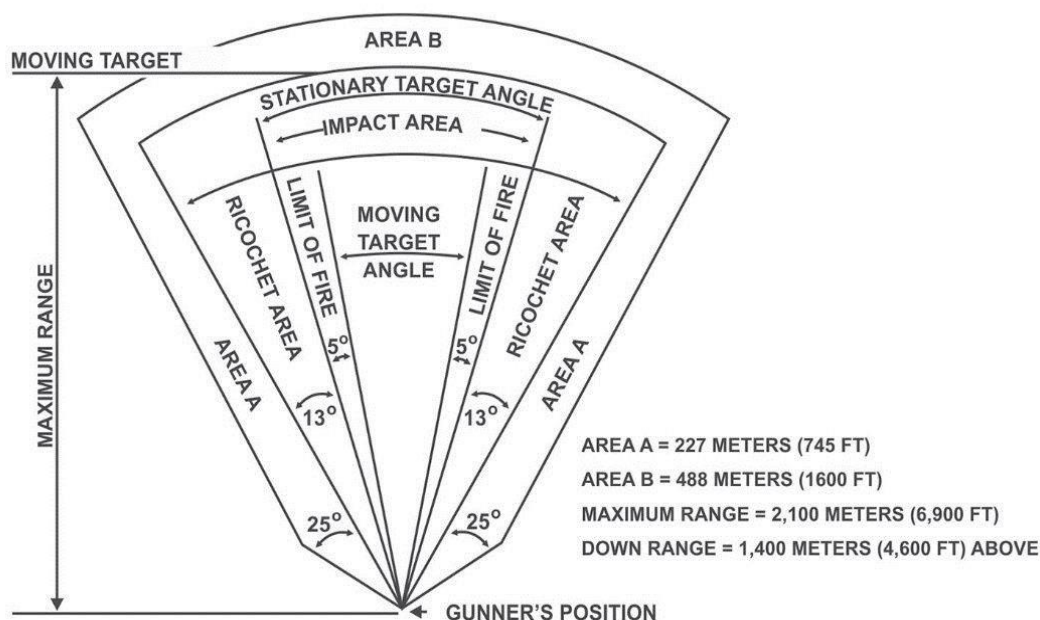 AREA B
MOVING TARGET
STATIONARY TARGET ANGLE
IMPACT AREA
MAXIMUM RANGE
AREA A
RICOCHET AREA
LIMIT OF FIRE
MOVING
TARGET
ANGLE
LIMIT OF FIRE
RICOCHET AREA
AREA A
5°
5°
13°
13°
25°
25°
AREA A = 227 METERS (745 FT)
AREA B = 488 METERS (1600 FT)
MAXIMUM RANGE = 2,100 METERS (6,900 FT)
DOWN RANGE = 1,400 METERS (4,600 FT) ABOVE
GUNNER'S POSITION